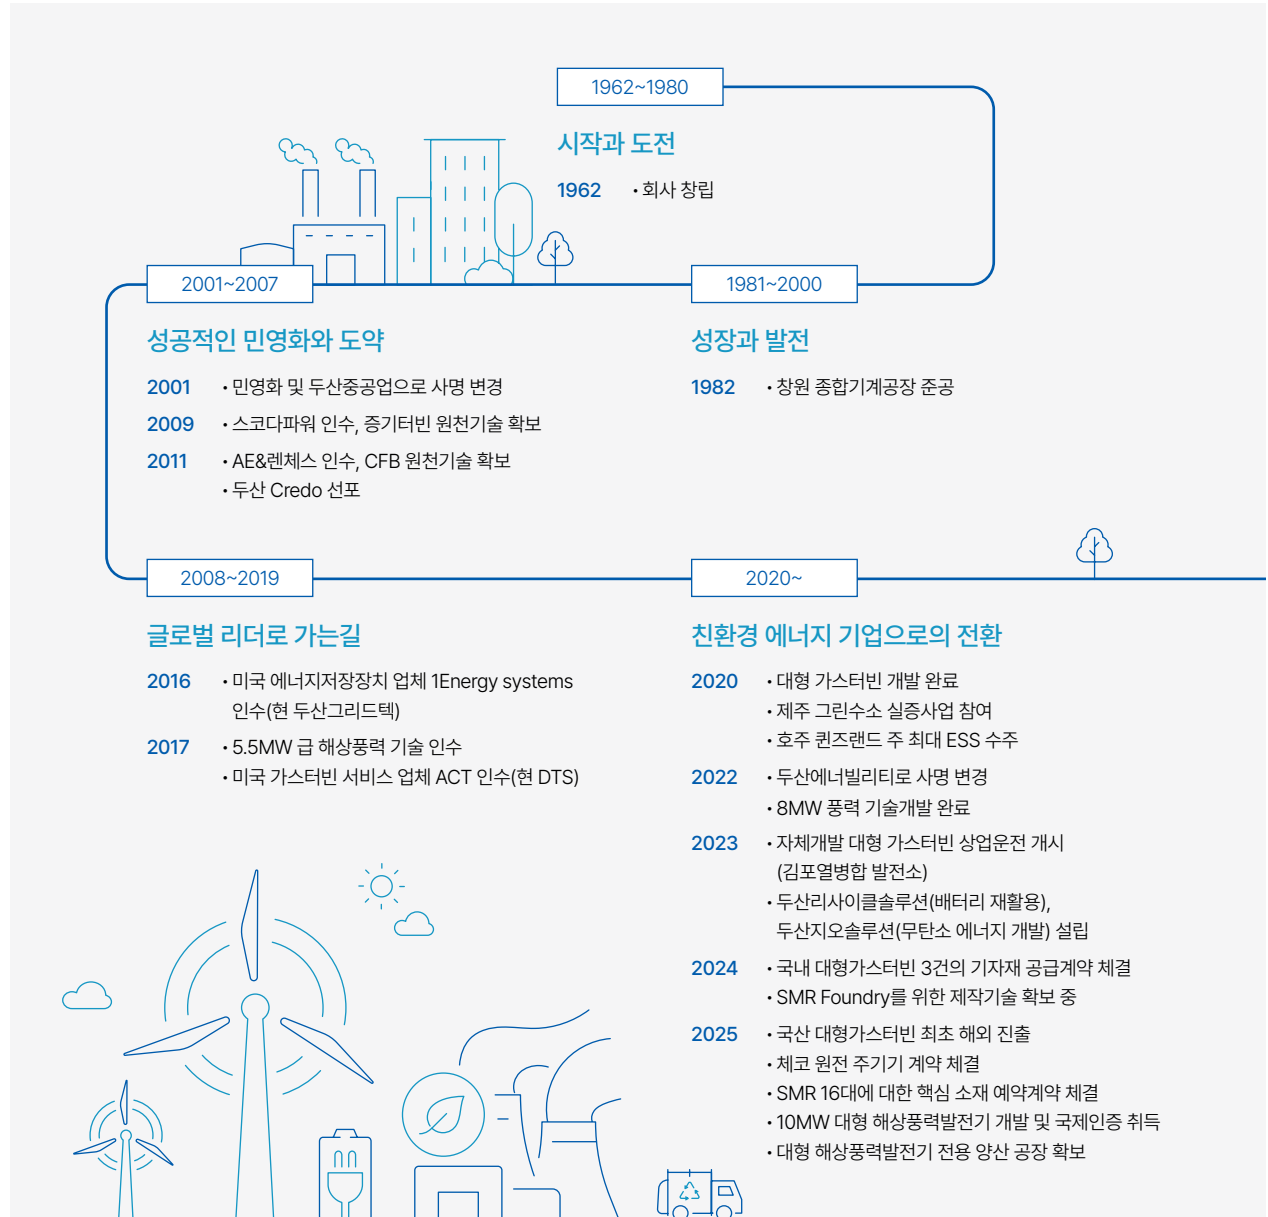 1962~1980
시작과 도전
1962 • 회사 창립
1981~2000
성장과 발전
1982 • 창원 종합기계공장 준공
2001~2007
성공적인 민영화와 도약
2001 • 민영화 및 두산중공업으로 사명 변경
2009 • 스코다파워 인수, 증기터빈 원천기술 확보
2011 • AE&렌체스 인수, CFB 원천기술 확보
• 두산 Credo 선포
2008~2019
글로벌 리더로 가는길
2016 • 미국 에너지저장장치 업체 1Energy systems
인수(현 두산그리드텍)
2017 • 5.5MW 급 해상풍력 기술 인수
• 미국 가스터빈 서비스 업체 ACT 인수(현 DTS)
2020~
친환경 에너지 기업으로의 전환
2020 • 대형 가스터빈 개발 완료
• 제주 그린수소 실증사업 참여
• 호주 퀸즈랜드 주 최대 ESS 수주
2022 • 두산에너빌리티로 사명 변경
• 8MW 풍력 기술개발 완료
2023 • 자체개발 대형 가스터빈 상업운전 개시
(김포열병합 발전소)
• 두산리사이클솔루션(배터리 재활용),
두산지오솔루션(무탄소 에너지 개발) 설립
2024 • 국내 대형가스터빈 3건의 기자재 공급계약 체결
• SMR Foundry를 위한 제작기술 확보 중
2025 • 국산 대형가스터빈 최초 해외 진출
• 체코 원전 주기기 계약 체결
• SMR 16대에 대한 핵심 소재 예약계약 체결
• 10MW 대형 해상풍력발전기 개발 및 국제인증 취득
• 대형 해상풍력발전기 전용 양산 공장 확보